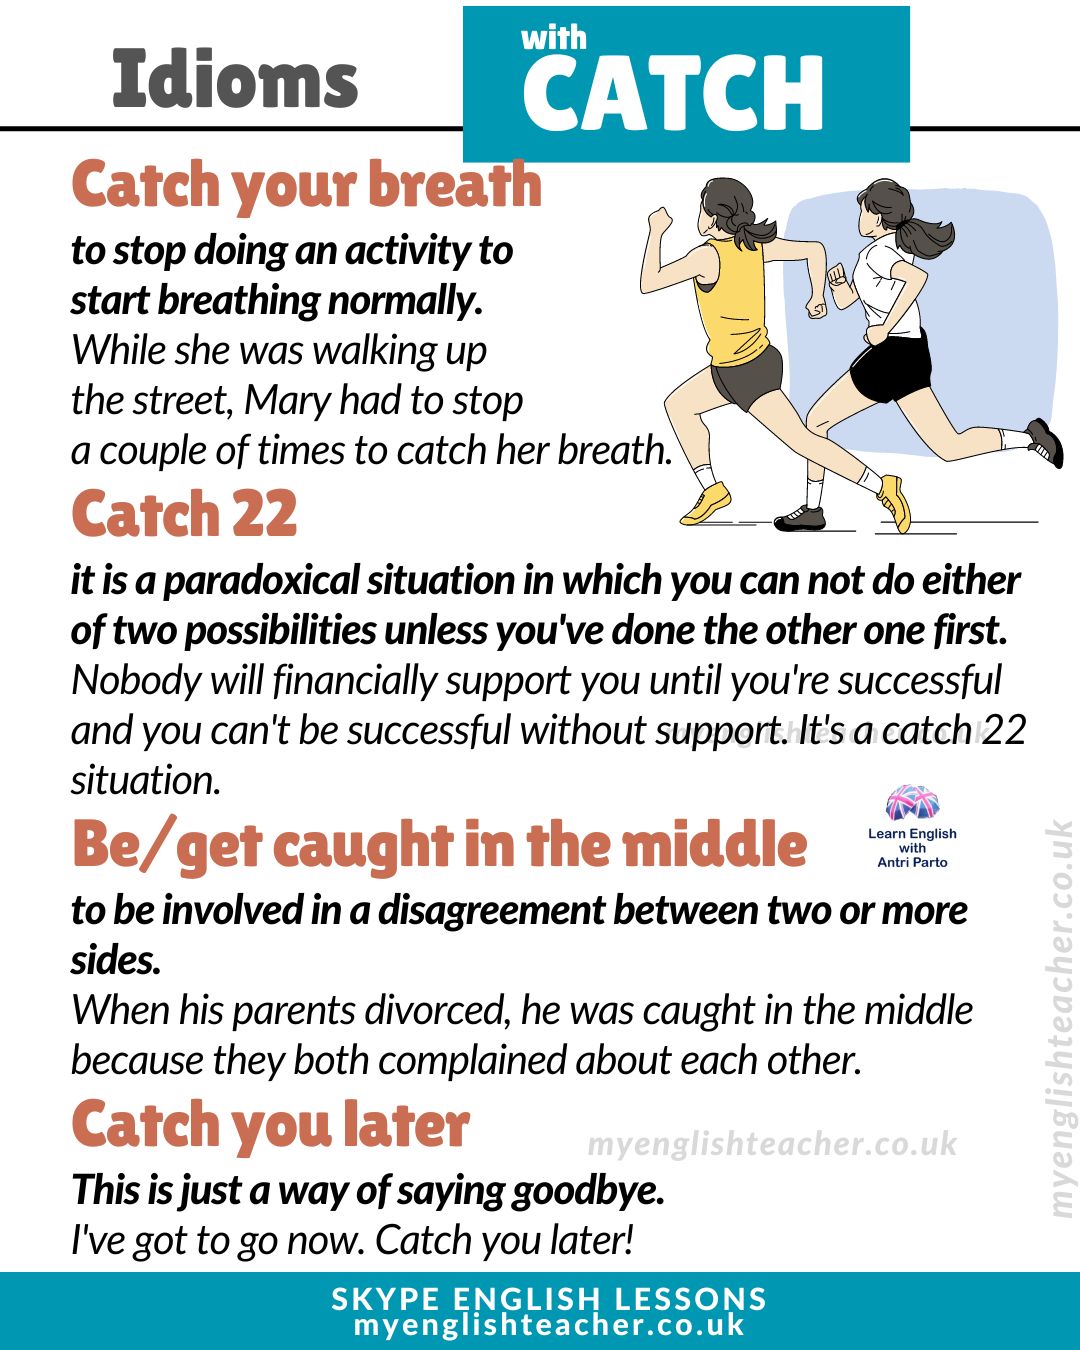 Idioms
with
CATCH
Catch your breath
to stop doing an activity to
start breathing normally.
While she was walking up
the street, Mary had to stop
a couple of times to catch her breath.
Catch 22
it is a paradoxical situation in which you can not do either
of two possibilities unless you've done the other one first.
Nobody will financially support you until you're successful
and you can't be successful without support. It's a catch 22
myenglishteacher.co.uk
situation.
Be/get caught in the middle
Learn English
with
Antri Parto
to be involved in a disagreement between two or more
sides.
When his parents divorced, he was caught in the middle
because they both complained about each other.
Catch you later
myenglishteacher.co.uk
This is just a way of saying goodbye.
I've got to go now. Catch you later!
myenglishteacher.co.uk
SKYPE ENGLISH LESSONS
myenglishteacher.co.uk